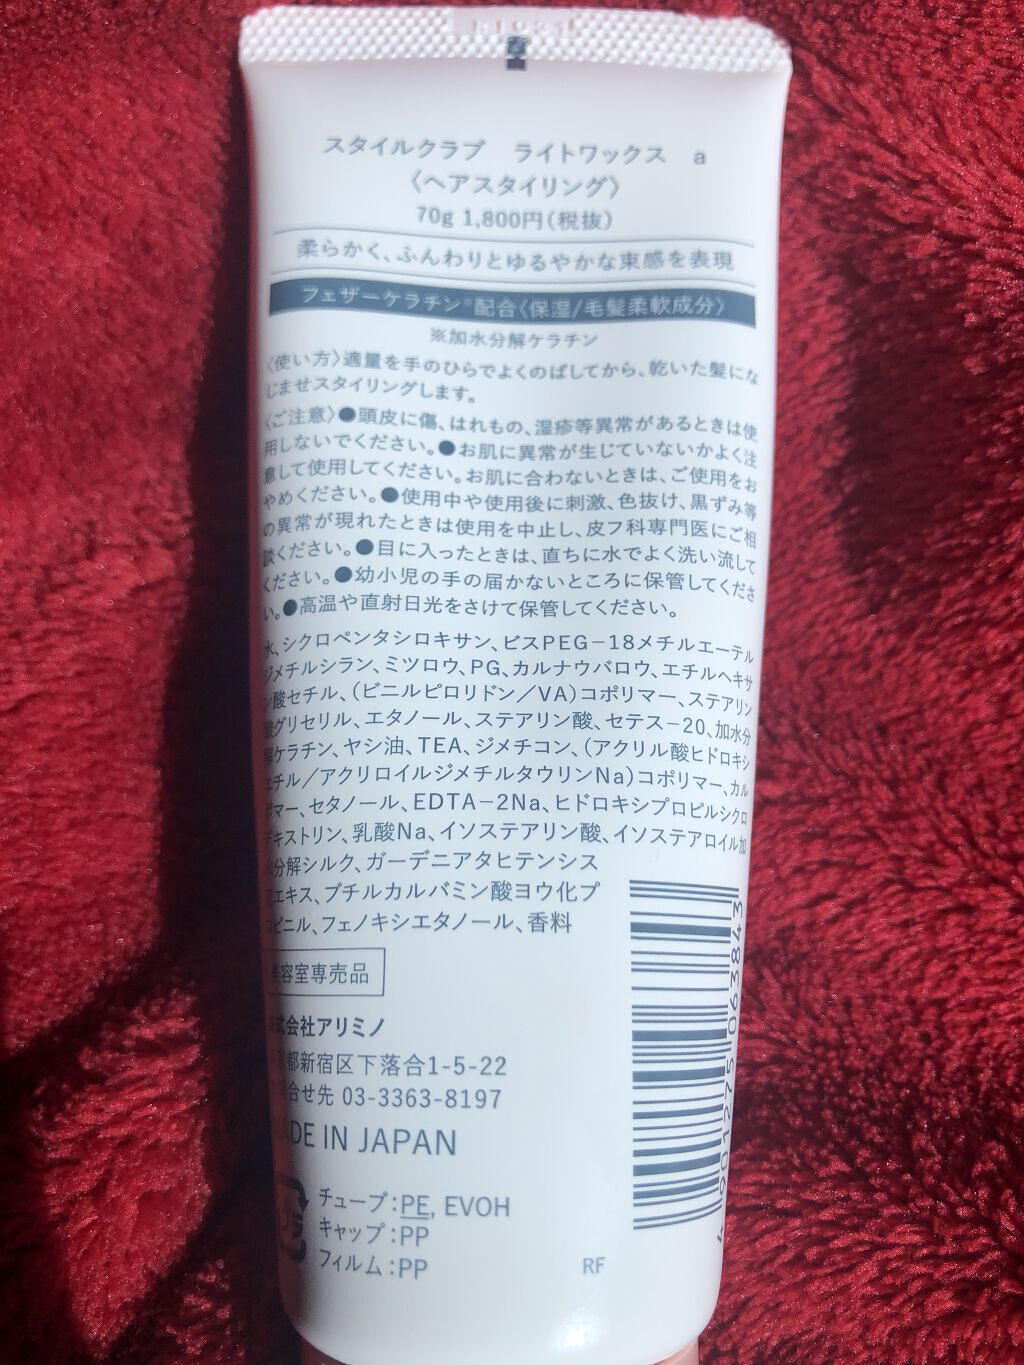 スタイルクラブ　ライトワックス　a
〈ヘアスタイリング〉
70g 1,800円(税抜)
柔らかく、ふんわりとゆるやかな束感を表現
フェザーケラチン※配合〈保湿/毛髪柔軟成分〉
※加水分解ケラチン
〈使い方〉適量を手のひらでよくのばしてから、乾いた髪にな
じませスタイリングします。
〈ご注意〉●頭皮に傷、はれもの、湿疹等異常があるときは使
用しないでください。●お肌に異常が生じていないかよく注
意して使用してください。お肌に合わないときは、ご使用をお
やめください。●使用中や使用後に刺激、色抜け、黒ずみ等
の異常が現れたときは使用を中止し、皮フ科専門医にご相
談ください。●目に入ったときは、直ちに水でよく洗い流して
ください。●幼小児の手の届かないところに保管してくださ
い。●高温や直射日光をさけて保管してください。
水、シクロペンタシロキサン、ビスPEG－18メチルエーテル
ジメチルシラン、ミツロウ、PG、カルナウバロウ、エチルヘキサ
ン酸セチル、(ビニルピロリドン／VA)コポリマー、ステアリン
酸グリセリル、エタノール、ステアリン酸、セテス－20、加水分
解ケラチン、ヤシ油、TEA、ジメチコン、(アクリル酸ヒドロキシ
エチル／アクリロイルジメチルタウリンNa)コポリマー、カル
ボマー、セタノール、EDTA－2Na、ヒドロキシプロピルシクロ
デキストリン、乳酸Na、イソステアリン酸、イソステアロイル加
水分解シルク、ガーデニアタヒテンシス
花エキス、ブチルカルバミン酸ヨウ化プ
ロピニル、フェノキシエタノール、香料
美容室専売品
株式会社アリミノ
都新宿区下落合1-5-22
合せ先 03-3363-8197
MADE IN JAPAN
チューブ:PE, EVOH
キャップ:PP
フィルム:PP
RF
4 901275 063843